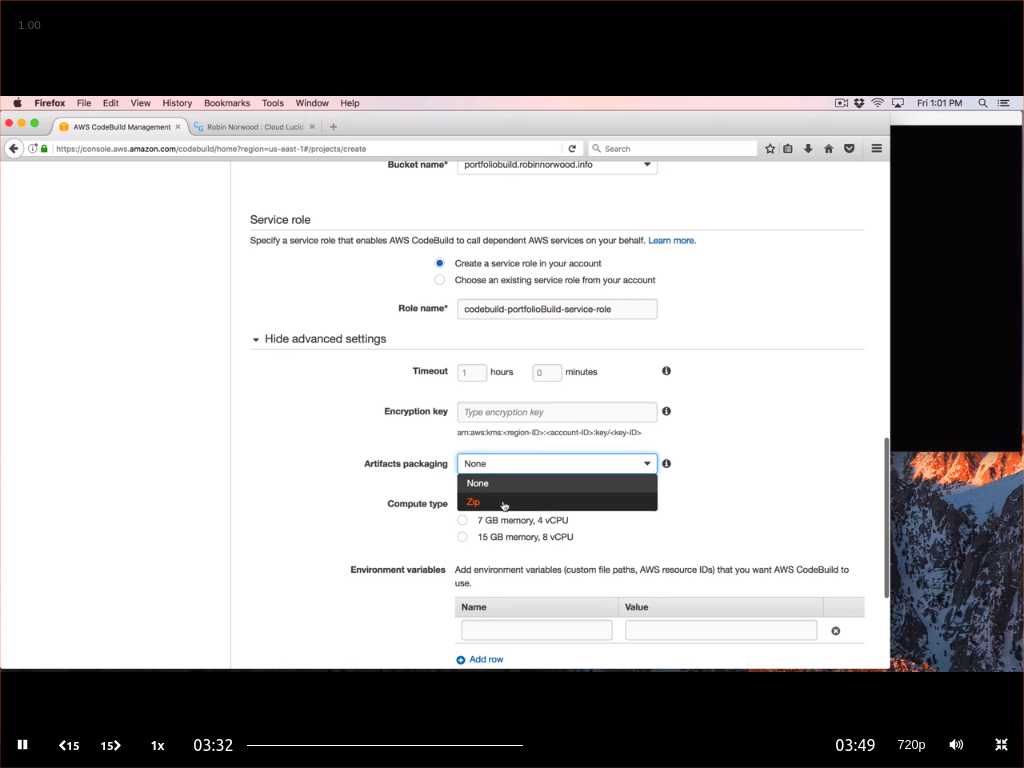 1.00
Firefox File Edit View History Bookmarks Tools Window Help Fri 1:01 PM
AWS CodeBuild Management Robin Norwood : Cloud Lucid
https://console.aws.amazon.com/codebuild/home?region=us-east-1#/projects/create Search
Bucket name* portfoliobuild.robinnorwood.info
Service role
Specify a service role that enables AWS CodeBuild to call dependent AWS services on your behalf. Learn more.
Create a service role in your account
Choose an existing service role from your account
Role name* codebuild-portfolioBuild-service-role
Hide advanced settings
Timeout 1 hours 0 minutes
Encryption key Type encryption key
arn:aws:kms:<region-ID>:<account-ID>:key/<key-ID>
Artifacts packaging None
None
Zip
Compute type
7 GB memory, 4 vCPU
15 GB memory, 8 vCPU
Environment variables Add environment variables (custom file paths, AWS resource IDs) that you want AWS CodeBuild to
use.
Name Value
Add row
15 15 1x 03:32 03:49 720p